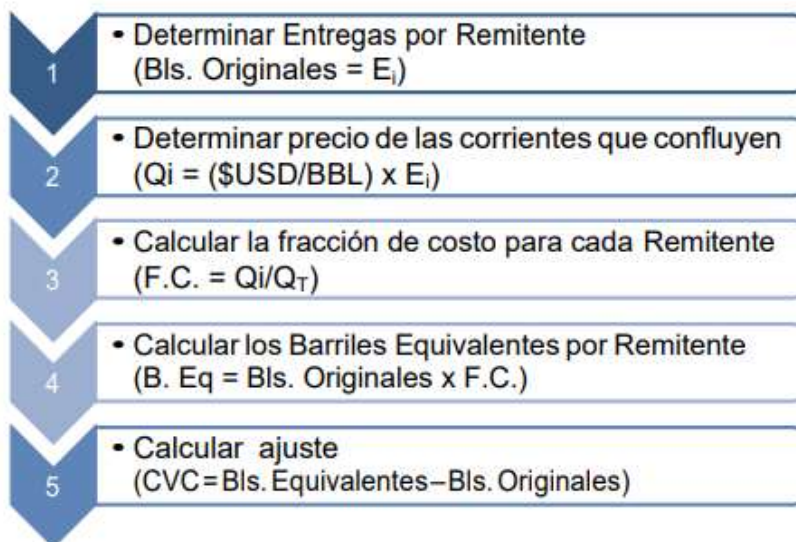 1
• Determinar Entregas por Remitente
(Bls. Originales = Eᵢ)
2
• Determinar precio de las corrientes que confluyen
(Qi = ($USD/BBL) x Eᵢ)
3
• Calcular la fracción de costo para cada Remitente
(F.C. = Qi/Q_T)
4
• Calcular los Barriles Equivalentes por Remitente
(B. Eq = Bls. Originales x F.C.)
5
• Calcular ajuste
(CVC=Bls. Equivalentes–Bls. Originales)